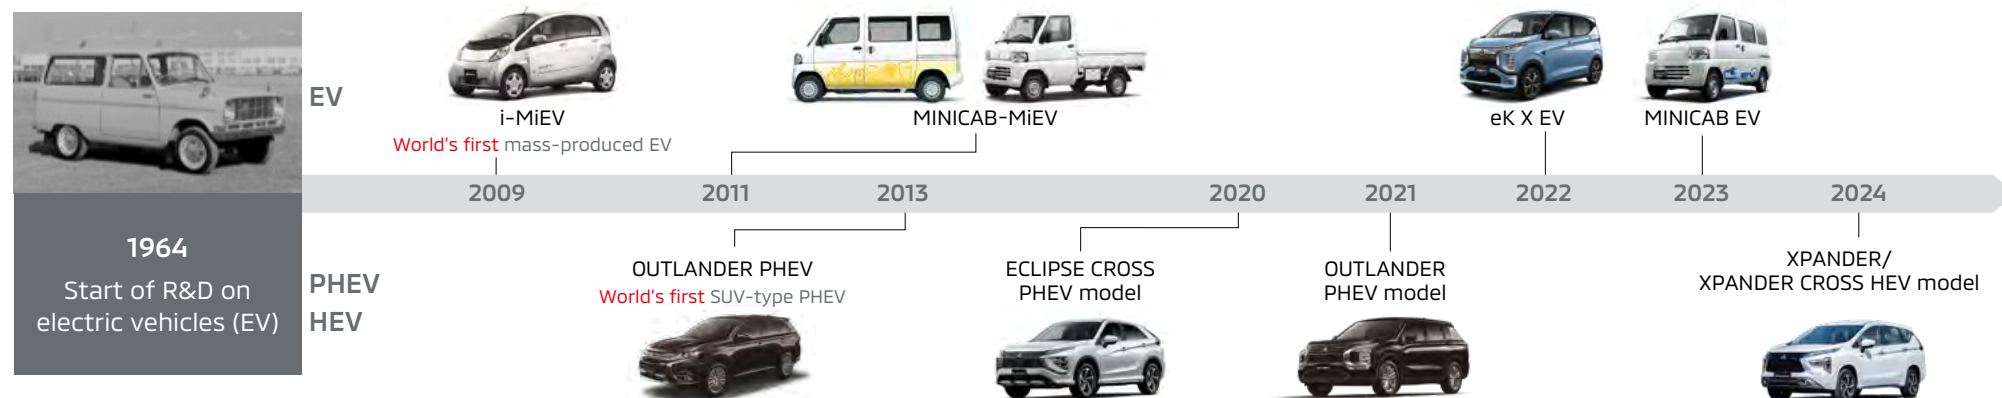 1964
Start of R&D on
electric vehicles (EV)
EV
i-MiEV
World's first mass-produced EV
MINICAB-MiEV
eK X EV
MINICAB EV
2009
2011
2013
2020
2021
2022
2023
2024
PHEV
HEV
OUTLANDER PHEV
World's first SUV-type PHEV
ECLIPSE CROSS
PHEV model
OUTLANDER
PHEV model
XPANDER/
XPANDER CROSS HEV model